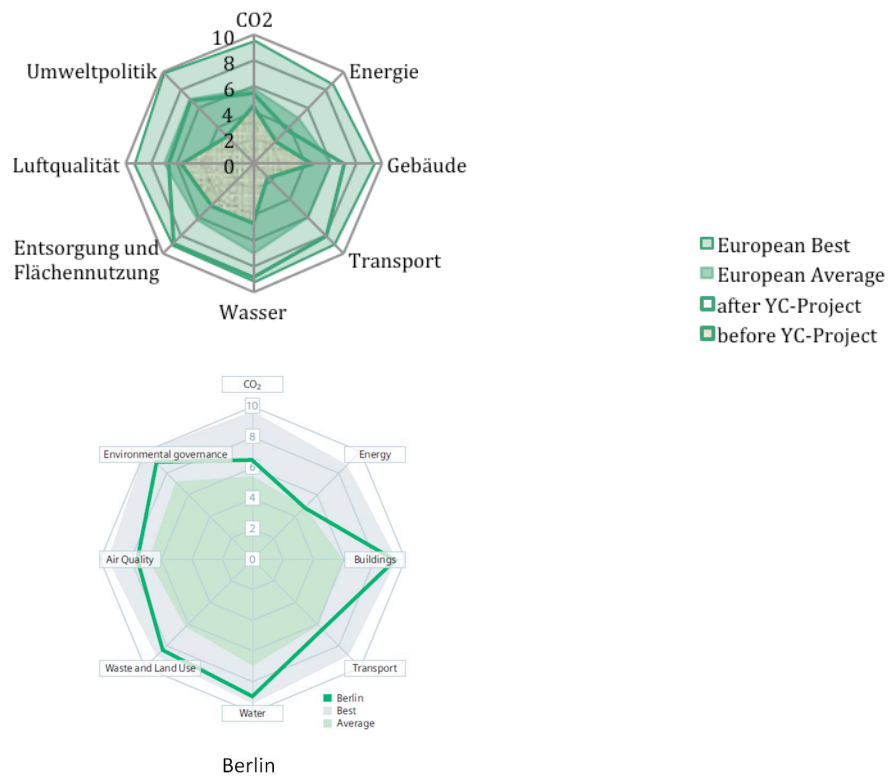 CO2
10
8
6
4
2
0
Umweltpolitik
Energie
Luftqualität
Gebäude
Entsorgung und
Flächennutzung
Transport
Wasser
European Best
European Average
after YC-Project
before YC-Project
CO₂
10
8
6
4
2
0
Environmental governance
Energy
Air Quality
Buildings
Waste and Land Use
Transport
Water
Berlin
Best
Average
Berlin